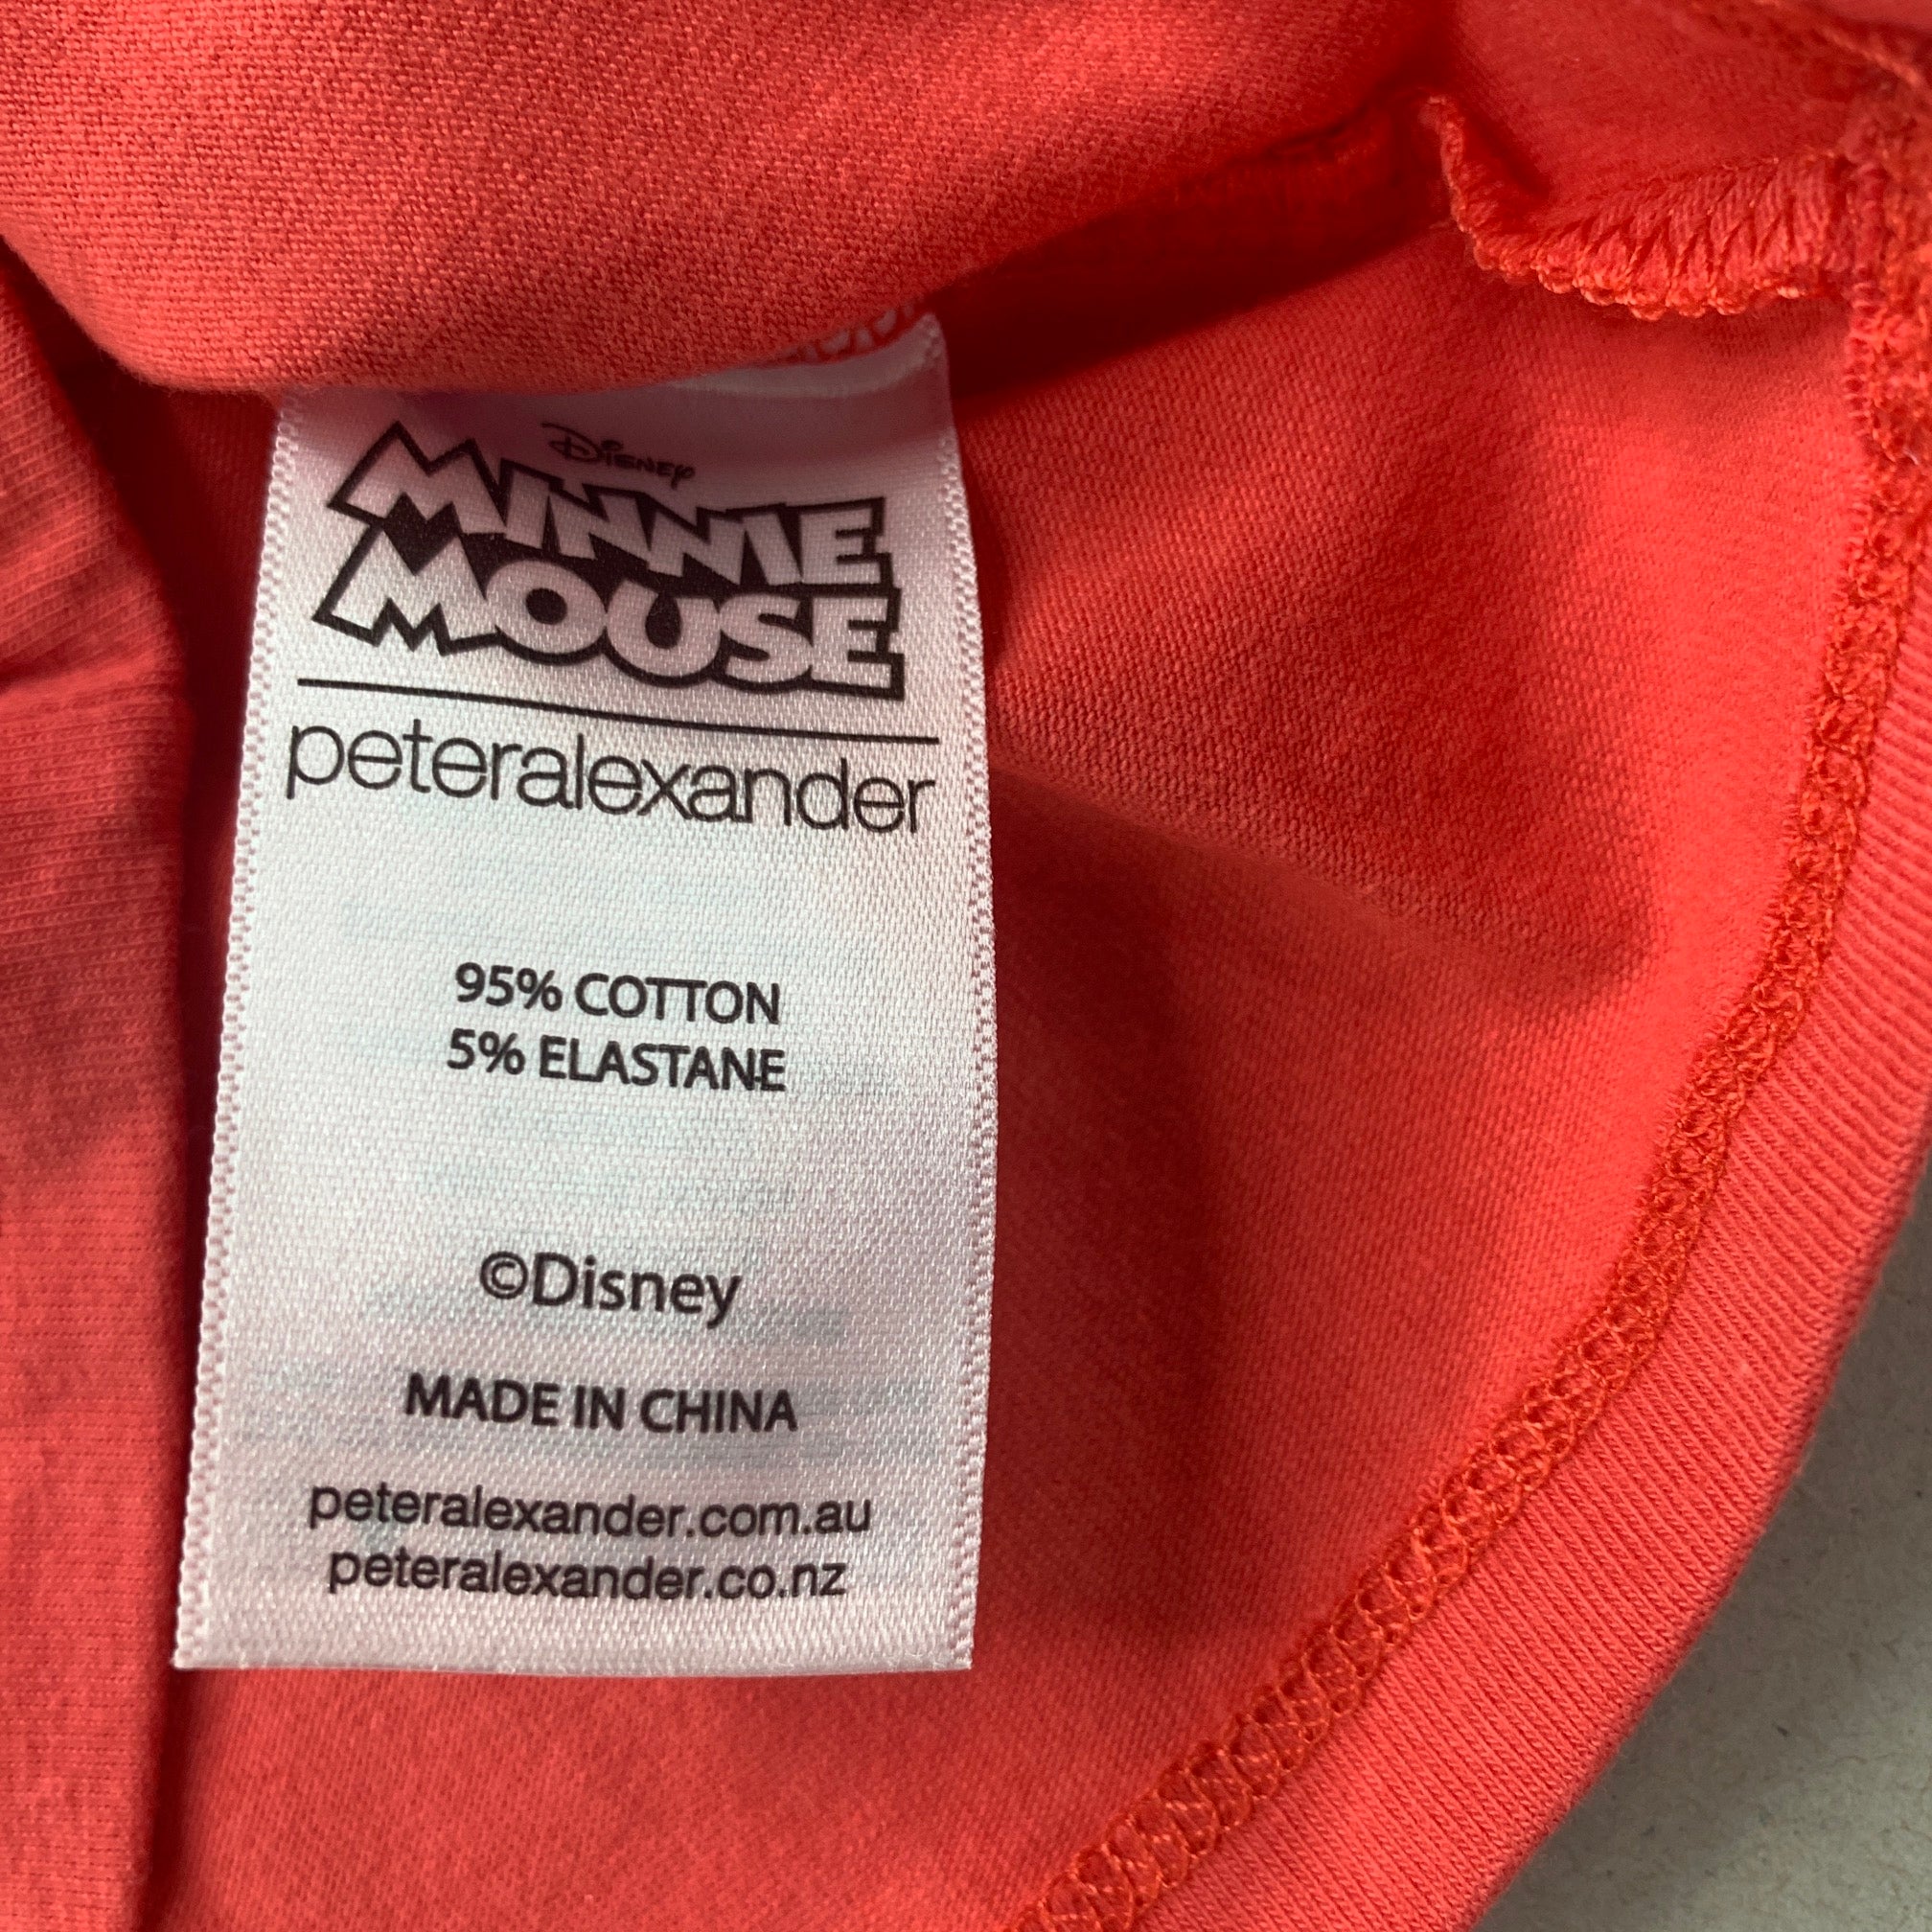 Disney
MINNIE
MOUSE
peteralexander
95% COTTON
5% ELASTANE
©Disney
MADE IN CHINA
peteralexander.com.au
peteralexander.co.nz